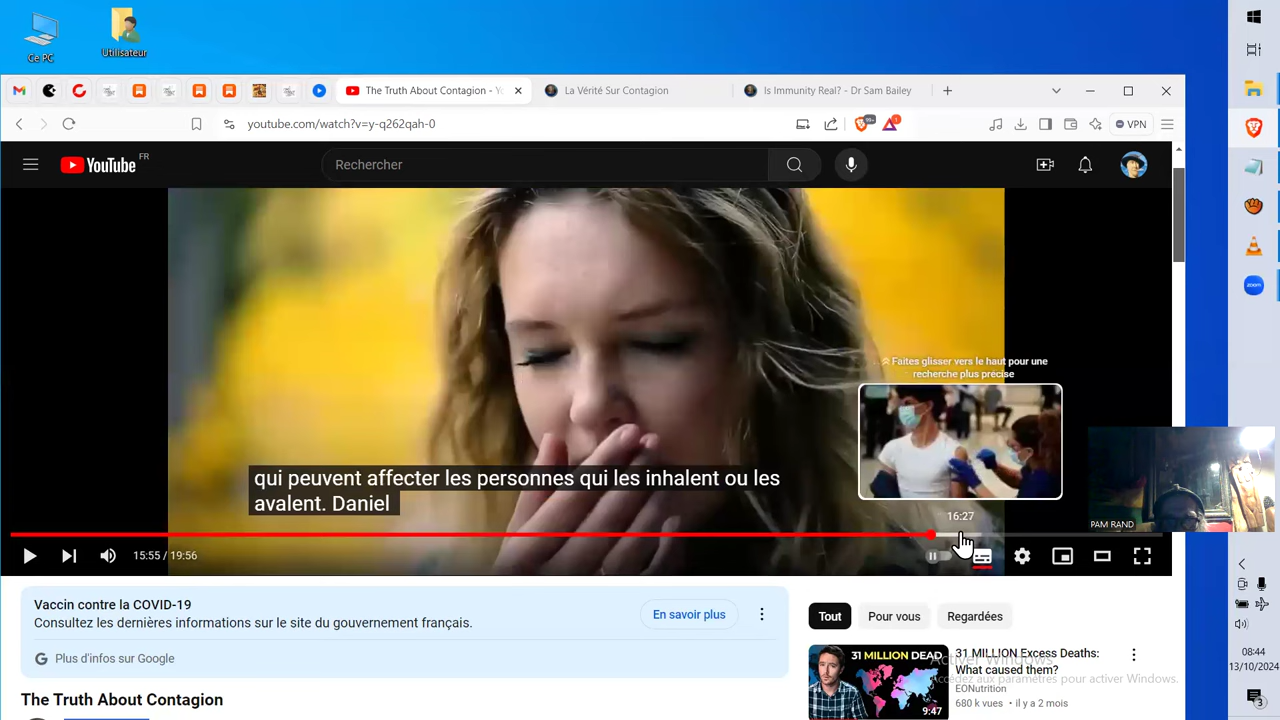 Ce PC
Utilisateur
The Truth About Contagion - Y
La Vérité Sur Contagion
Is Immunity Real? - Dr Sam Bailey
youtube.com/watch?v=y-q262qah-0
99+
1
VPN
YouTube FR
Rechercher
Faites glisser vers le haut pour une
recherche plus précise
qui peuvent affecter les personnes qui les inhalent ou les
avalent. Daniel
16:27
PAM RAND
15:55 / 19:56
zoom
Vaccin contre la COVID-19
Consultez les dernières informations sur le site du gouvernement français.
En savoir plus
Plus d'infos sur Google
The Truth About Contagion
Tout
Pour vous
Regardées
31 MILLION DEAD
9:47
31 MILLION Excess Deaths:
What caused them?
EONutrition
680 k vues • il y a 2 mois
Activer Windows
Accédez aux paramètres pour activer Windows.
08:44
13/10/2024
3